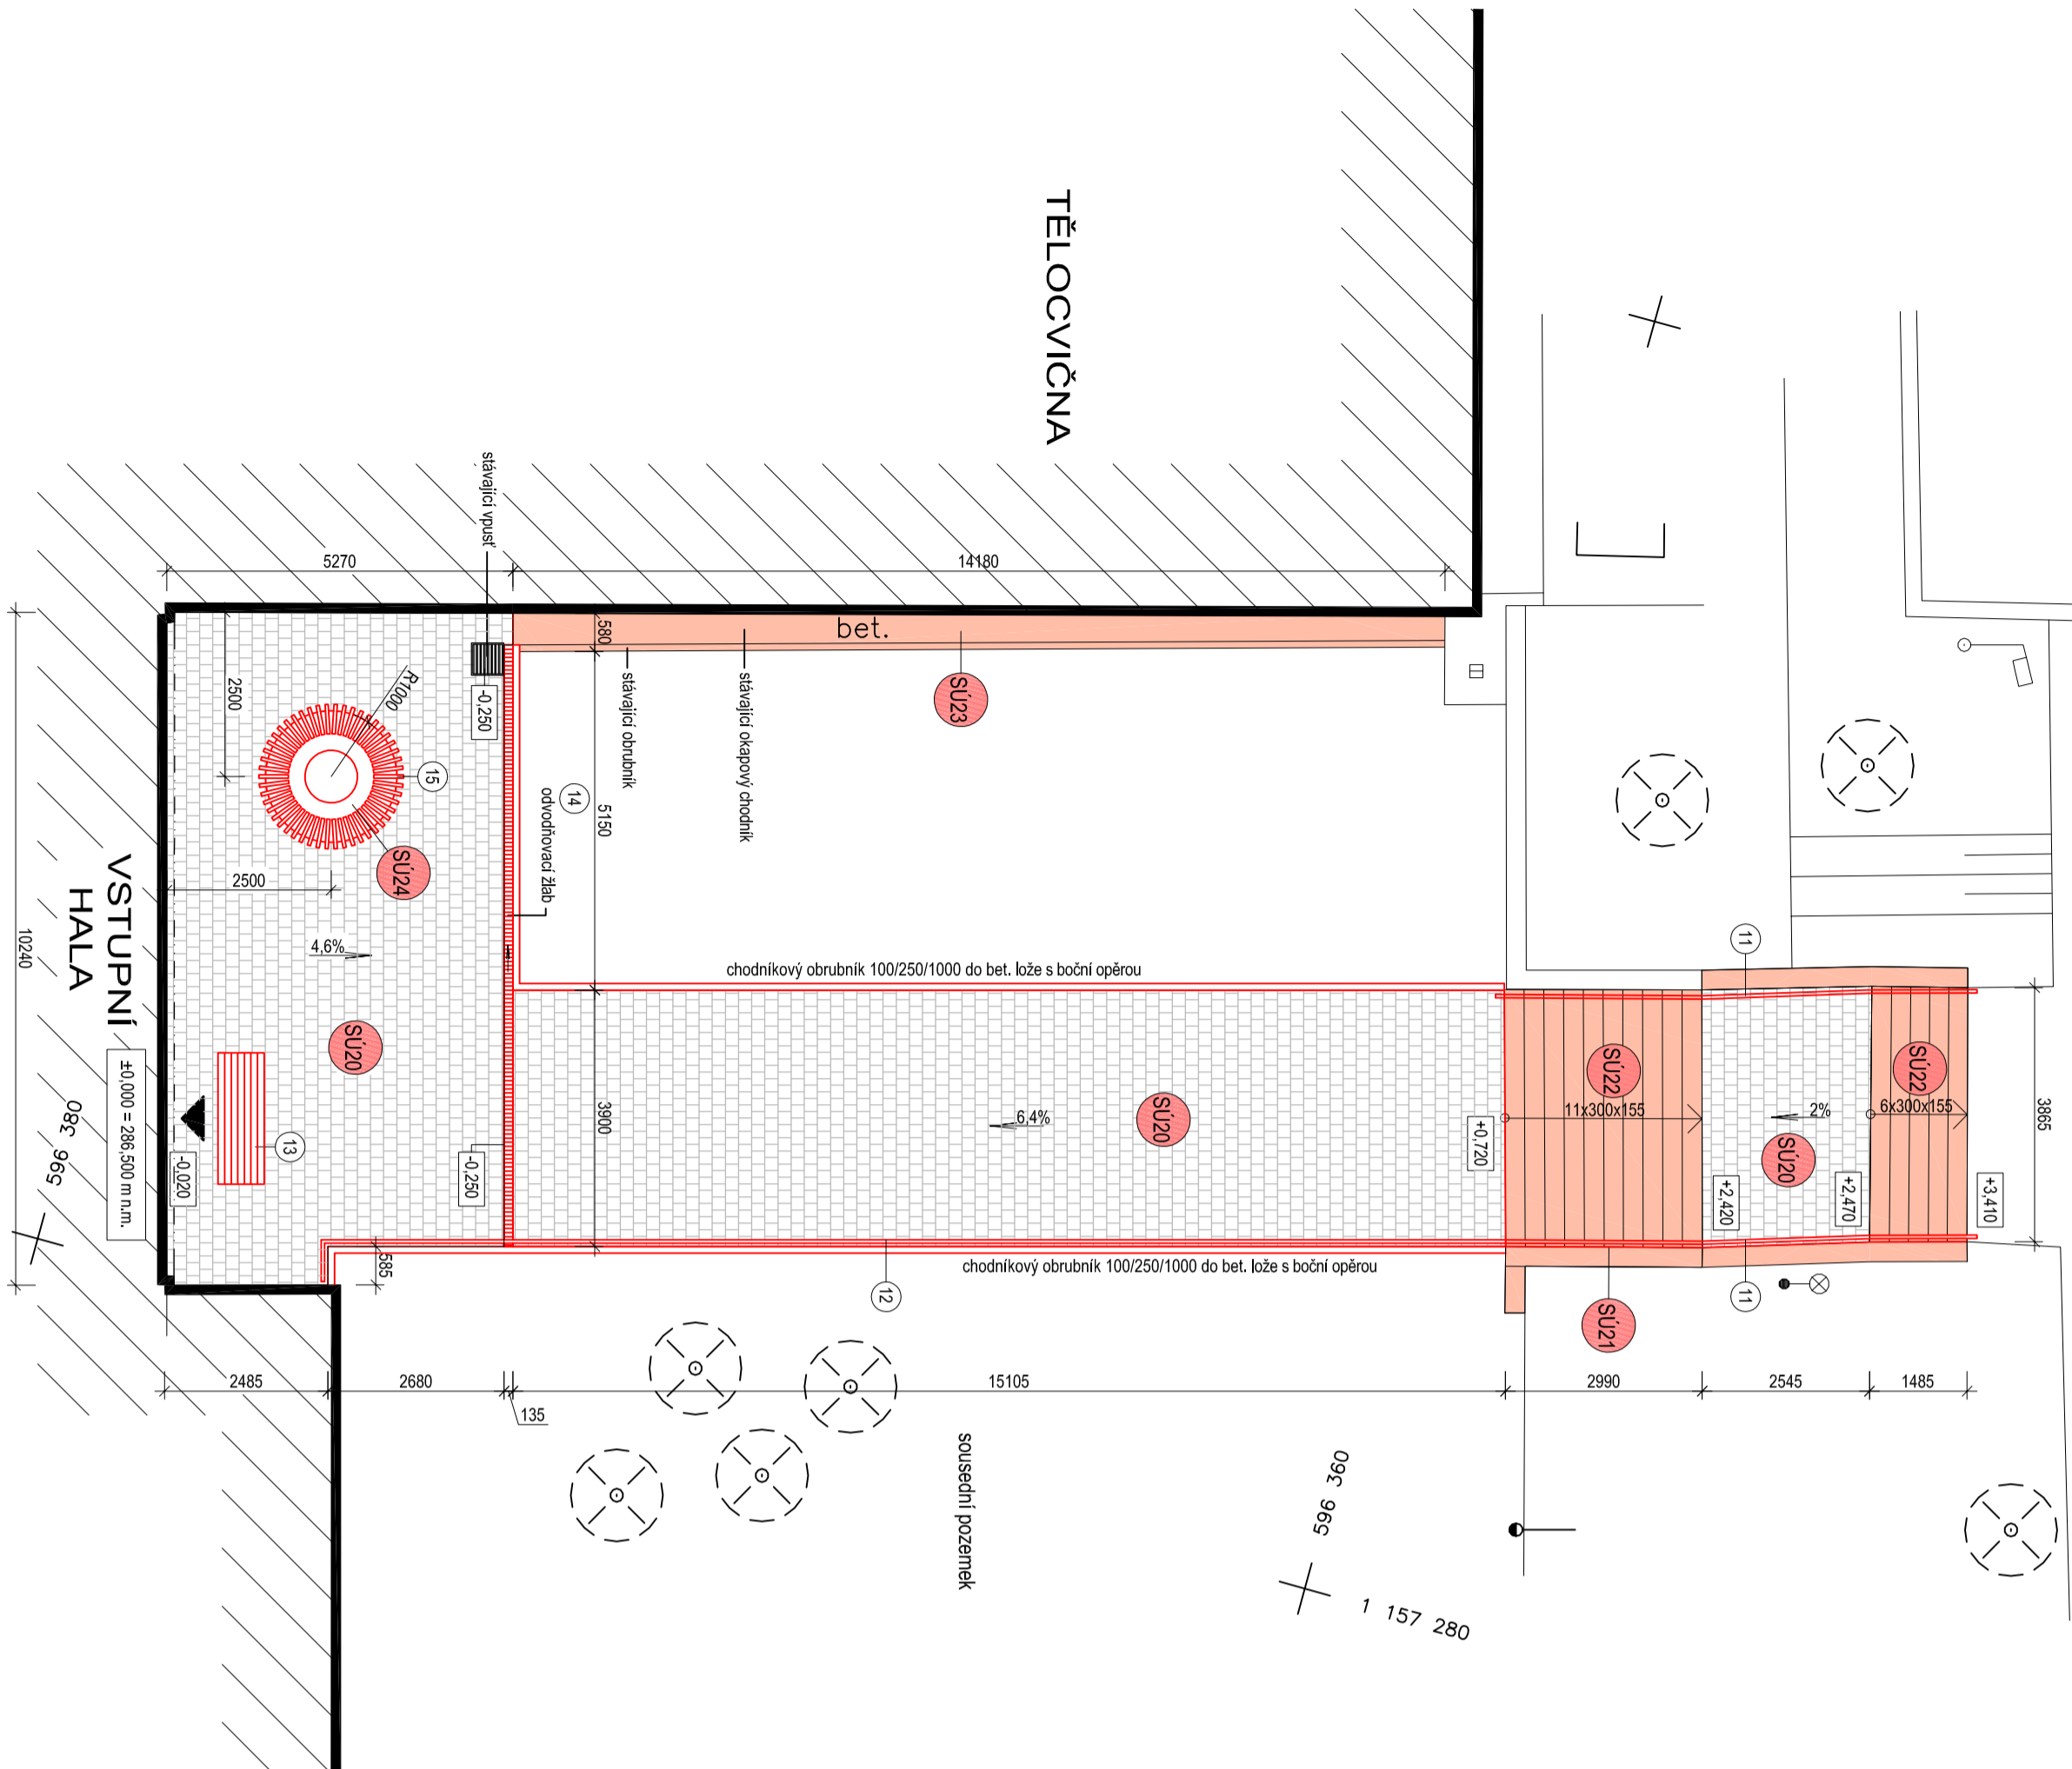 TĚLOCVIČNA
stávající vpusť
5270
14180
580
bet.
2500
R1000
-0,250
stávající obrubník
stávající okapový chodník
SÚ23
15
14
5150
odvodňovací žlab
SÚ24
2500
VSTUPNÍ
HALA
10240
4,6%
chodníkový obrubník 100/250/1000 do bet. lože s boční opěrou
11
SÚ20
±0,000 = 286,500 m n.m.
596 380
13
-0,020
-0,250
3900
6,4%
SÚ20
+0,720
SÚ22
11x300x155
2%
SÚ20
SÚ22
6x300x155
3865
+2,420
+2,470
+3,410
585
chodníkový obrubník 100/250/1000 do bet. lože s boční opěrou
12
SÚ21
11
2485
2680
135
15105
2990
2545
1485
sousední pozemek
596 360
1 157 280